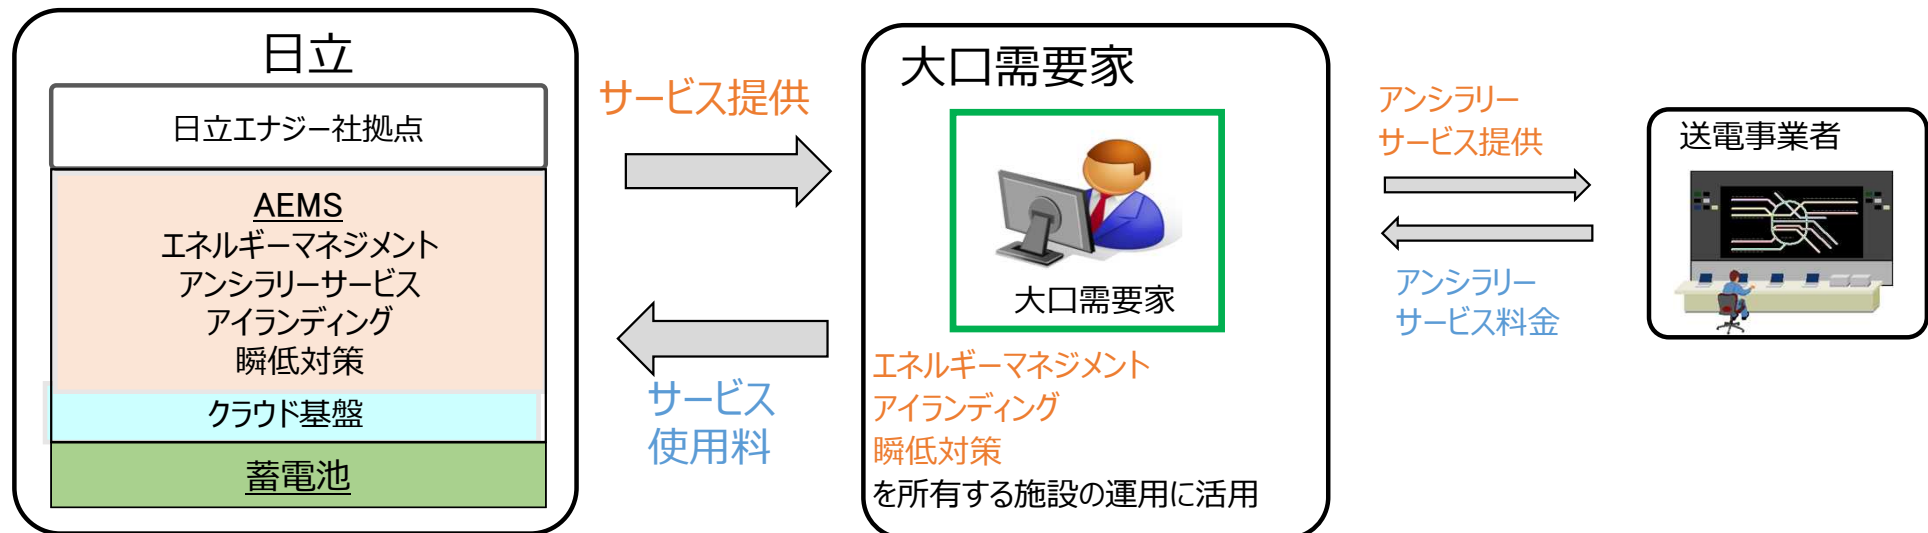 日立
日立エナジー社拠点
AEMS
エネルギーマネジメント
アンシラリーサービス
アイランディング
瞬低対策
クラウド基盤
蓄電池
サービス提供
サービス
使用料
大口需要家
大口需要家
エネルギーマネジメント
アイランディング
瞬低対策
を所有する施設の運用に活用
アンシラリー
サービス提供
アンシラリー
サービス料金
送電事業者